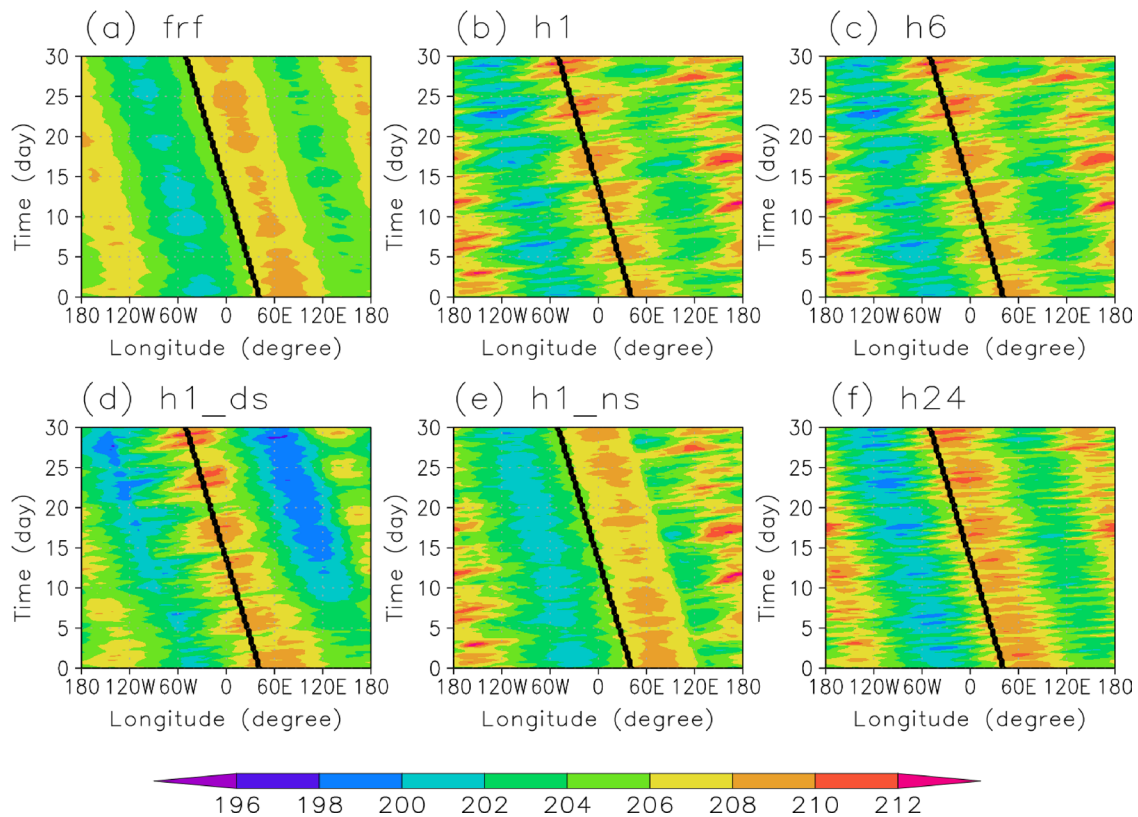 (a) frf
(b) h1
(c) h6
30
25
20
15
10
5
0
Time (day)
180 120W 60W 0 60E 120E 180
Longitude (degree)
30
25
20
15
10
5
0
Time (day)
180 120W 60W 0 60E 120E 180
Longitude (degree)
30
25
20
15
10
5
0
Time (day)
180 120W 60W 0 60E 120E 180
Longitude (degree)
(d) h1_ds
(e) h1_ns
(f) h24
30
25
20
15
10
5
0
Time (day)
180 120W 60W 0 60E 120E 180
Longitude (degree)
30
25
20
15
10
5
0
Time (day)
180 120W 60W 0 60E 120E 180
Longitude (degree)
30
25
20
15
10
5
0
Time (day)
180 120W 60W 0 60E 120E 180
Longitude (degree)
196 198 200 202 204 206 208 210 212